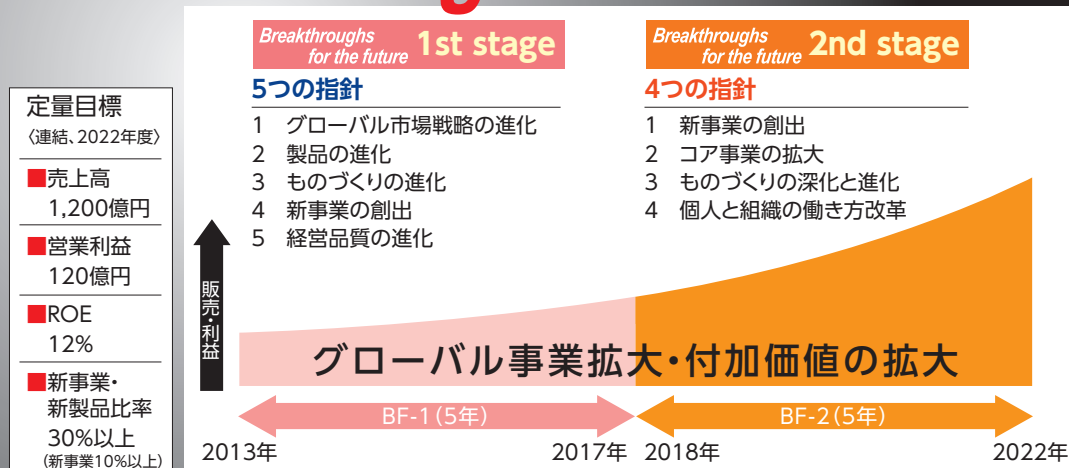 定量目標
〈連結、2022年度〉
■売上高
1,200億円
■営業利益
120億円
■ROE
12%
■新事業・
新製品比率
30%以上
(新事業10%以上)
Breakthroughs
for the future 1st stage
5つの指針
1 グローバル市場戦略の進化
2 製品の進化
3 ものづくりの進化
4 新事業の創出
5 経営品質の進化
Breakthroughs
for the future 2nd stage
4つの指針
1 新事業の創出
2 コア事業の拡大
3 ものづくりの深化と進化
4 個人と組織の働き方改革
販売・利益
グローバル事業拡大・付加価値の拡大
BF-1(5年)
BF-2(5年)
2013年
2017年
2018年
2022年